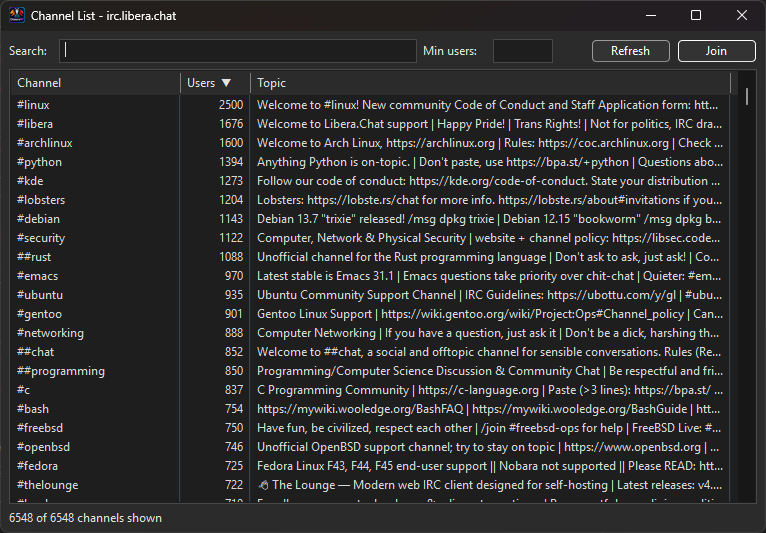 Channel List - irc.libera.chat
Search: Min users: Refresh Join
Channel Users ▼ Topic
#linux 2500 Welcome to #linux! New community Code of Conduct and Staff Application form: htt...
#libera 1676 Welcome to Libera.Chat support | Happy Pride! | Trans Rights! | Not for politics, IRC dra...
#archlinux 1600 Welcome to Arch Linux, https://archlinux.org | Rules: https://coc.archlinux.org | Check ...
#python 1394 Anything Python is on-topic. | Don't paste, use https://bpa.st/+python | Questions abo...
#kde 1273 Follow our code of conduct: https://kde.org/code-of-conduct. State your distribution ...
#lobsters 1204 Lobsters: https://lobste.rs/chat for more info. https://lobste.rs/about#invitations if you...
#debian 1143 Debian 13.7 "trixie" released! /msg dpkg trixie | Debian 12.15 "bookworm" /msg dpkg b...
#security 1122 Computer, Network & Physical Security | website + channel policy: https://libsec.code...
##rust 1088 Unofficial channel for the Rust programming language | Don't ask to ask, just ask! | Co...
#emacs 970 Latest stable is Emacs 31.1 | Emacs questions take priority over chit-chat | Quieter: #em...
#ubuntu 935 Ubuntu Community Support Channel | IRC Guidelines: https://ubottu.com/y/gl | #ubu...
#gentoo 901 Gentoo Linux Support | https://wiki.gentoo.org/wiki/Project:Ops#Channel_policy | Can...
#networking 888 Computer Networking | If you have a question, just ask it | Don't be a dick, harshing th...
##chat 852 Welcome to ##chat, a social and offtopic channel for sensible conversations. Rules (Re...
##programming 850 Programming/Computer Science Discussion & Community Chat | Be respectful and fri...
#c 837 C Programming Community | https://c-language.org | Paste (>3 lines): https://bpa.st/ ...
#bash 754 https://mywiki.wooledge.org/BashFAQ | https://mywiki.wooledge.org/BashGuide | htt...
#freebsd 750 Have fun, be civilized, respect each other | /join #freebsd-ops for help | FreeBSD Live: #...
#openbsd 746 Unofficial OpenBSD support channel; try to stay on topic | https://www.openbsd.org | ...
#fedora 725 Fedora Linux F43, F44, F45 end-user support || Nobara not supported || Please READ: htt...
#thelounge 722 The Lounge — Modern web IRC client designed for self-hosting | Latest releases: v4....
6548 of 6548 channels shown